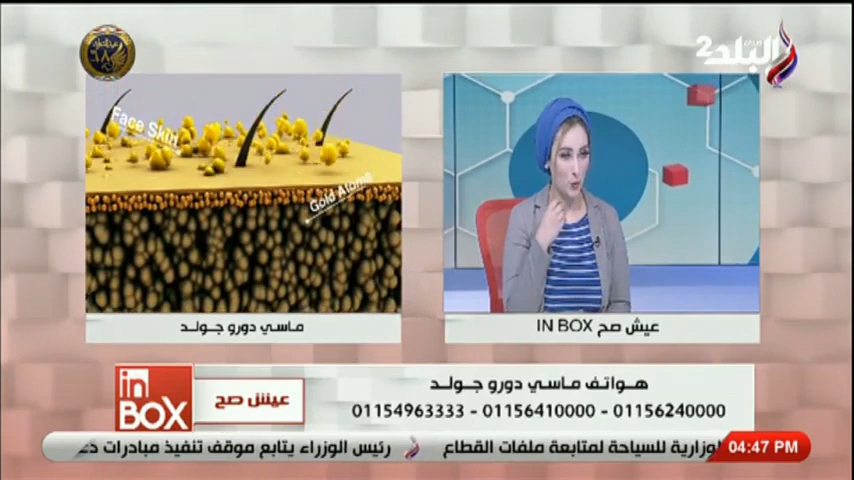 صدى البلد 2
Face Skin
Gold Atoms
ماسي دورو جولد
عيش صح IN BOX
in BOX
عيش صح
هواتف ماسي دورو جولد
01154963333 - 01156410000 - 01156240000
04:47 PM
لوزارية للسياحة لمتابعة ملفات القطاع
رئيس الوزراء يتابع موقف تنفيذ مبادرات دعـ